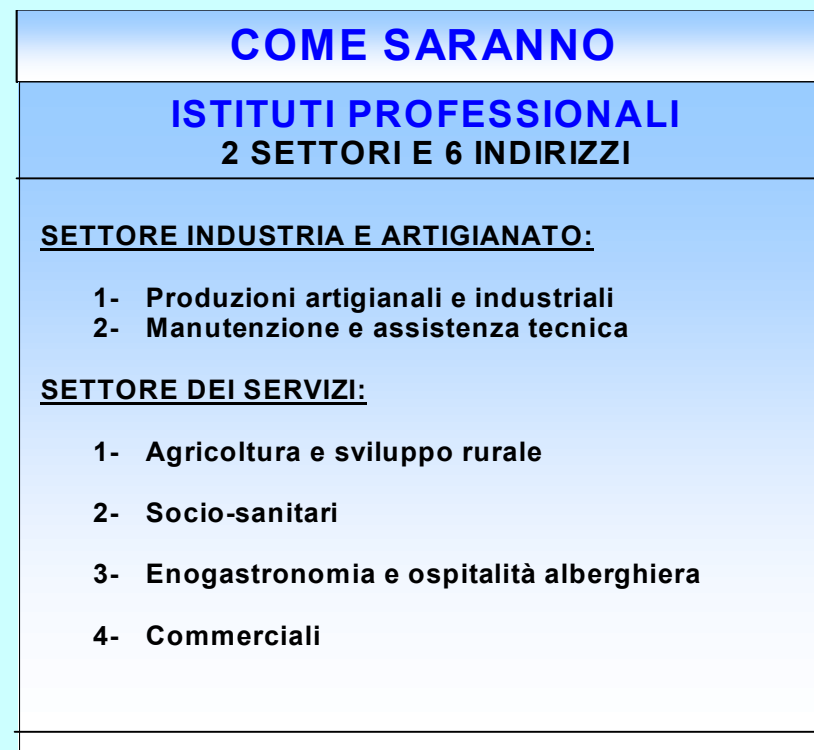 COME SARANNO
ISTITUTI PROFESSIONALI
2 SETTORI E 6 INDIRIZZI
SETTORE INDUSTRIA E ARTIGIANATO:
1- Produzioni artigianali e industriali
2- Manutenzione e assistenza tecnica
SETTORE DEI SERVIZI:
1- Agricoltura e sviluppo rurale
2- Socio-sanitari
3- Enogastronomia e ospitalità alberghiera
4- Commerciali